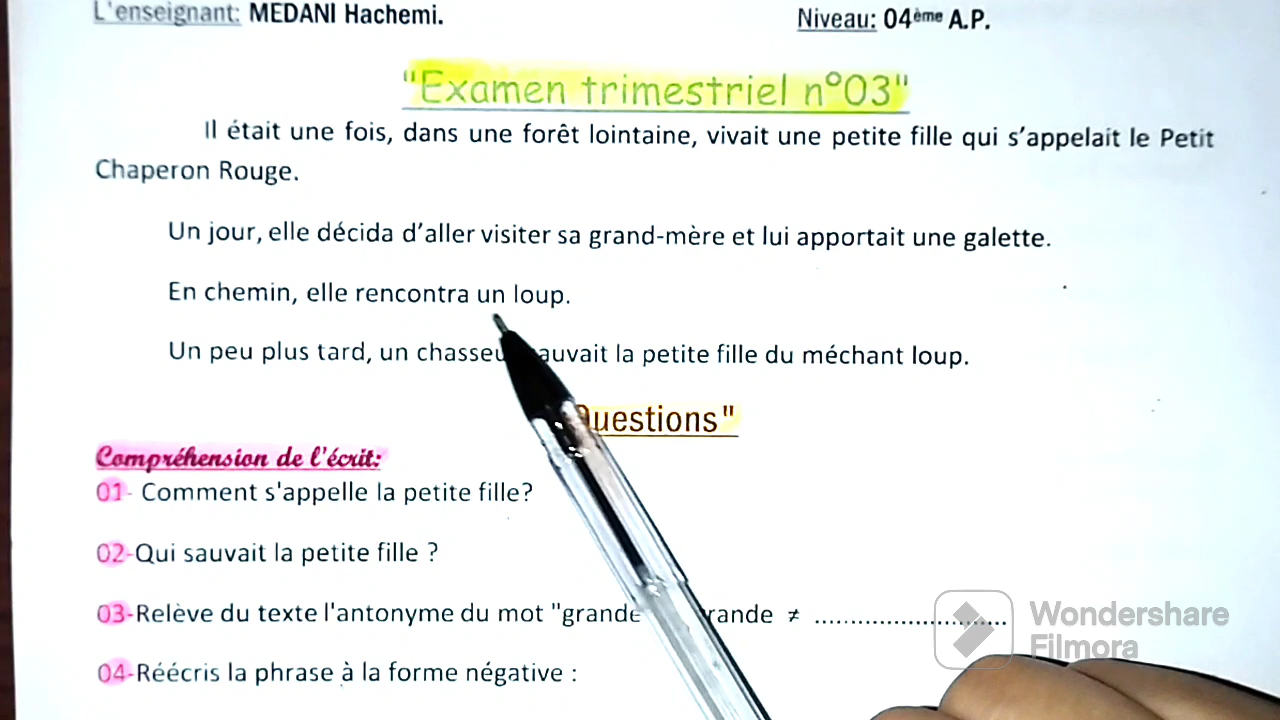 L'enseignant: MEDANI Hachemi. Niveau: 04ème A.P.
"Examen trimestriel n°03"
Il était une fois, dans une forêt lointaine, vivait une petite fille qui s'appelait le Petit
Chaperon Rouge.
Un jour, elle décida d'aller visiter sa grand-mère et lui apportait une galette.
En chemin, elle rencontra un loup.
Un peu plus tard, un chasseur sauvait la petite fille du méchant loup.
Questions"
Compréhension de l'écrit:
01- Comment s'appelle la petite fille?
02-Qui sauvait la petite fille ?
03-Relève du texte l'antonyme du mot "grande rande ≠ ..........................
04-Réécris la phrase à la forme négative :
Wondershare
Filmora